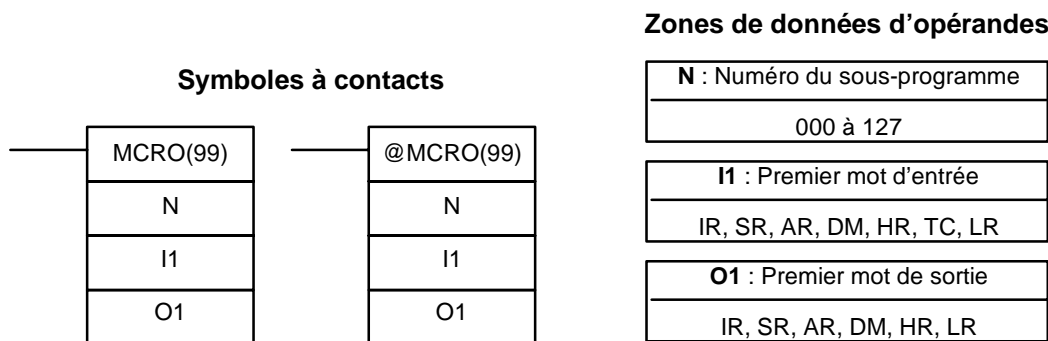 Zones de données d’opérandes
Symboles à contacts
MCRO(99)
N
I1
O1
@MCRO(99)
N
I1
O1
N : Numéro du sous-programme
000 à 127
I1 : Premier mot d’entrée
IR, SR, AR, DM, HR, TC, LR
O1 : Premier mot de sortie
IR, SR, AR, DM, HR, LR